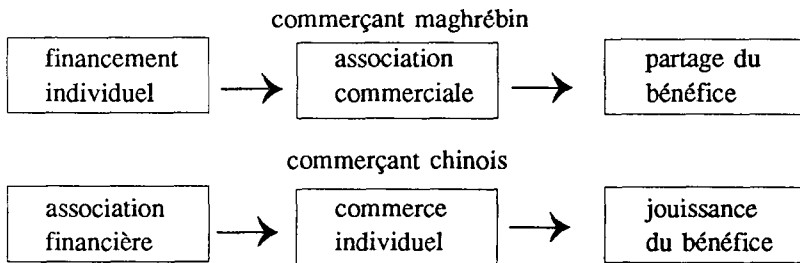 commerçant maghrébin
financement association partage du
individuel commerciale bénéfice
commerçant chinois
association commerce jouissance
financière individuel du bénéfice